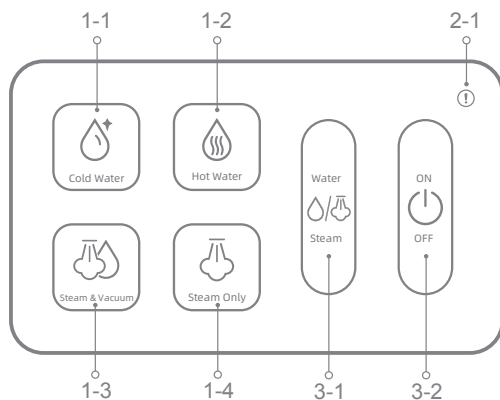 1-1
1-2
2-1
!
Cold Water
Hot Water
Water
/
Steam
ON
OFF
Steam & Vacuum
Steam Only
1-3
1-4
3-1
3-2